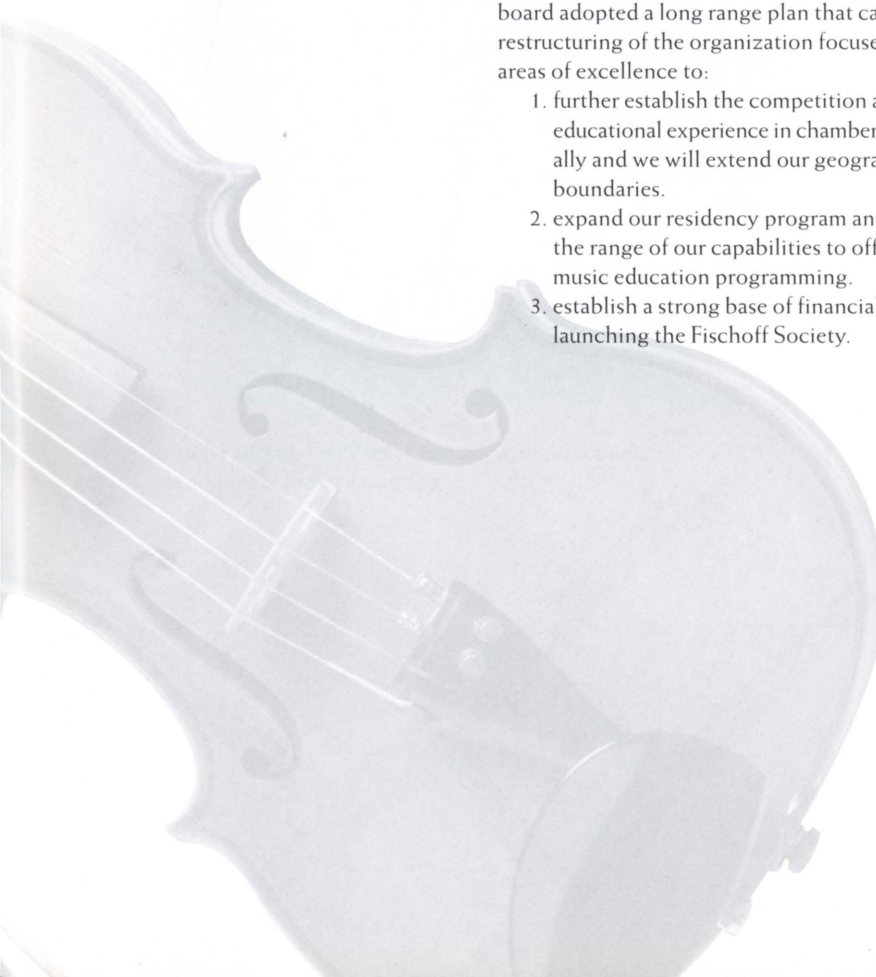 board adopted a long range plan that ca
restructuring of the organization focuse
areas of excellence to:
1. further establish the competition a
educational experience in chamber
ally and we will extend our geogra
boundaries.
2. expand our residency program an
the range of our capabilities to off
music education programming.
3. establish a strong base of financial
launching the Fischoff Society.